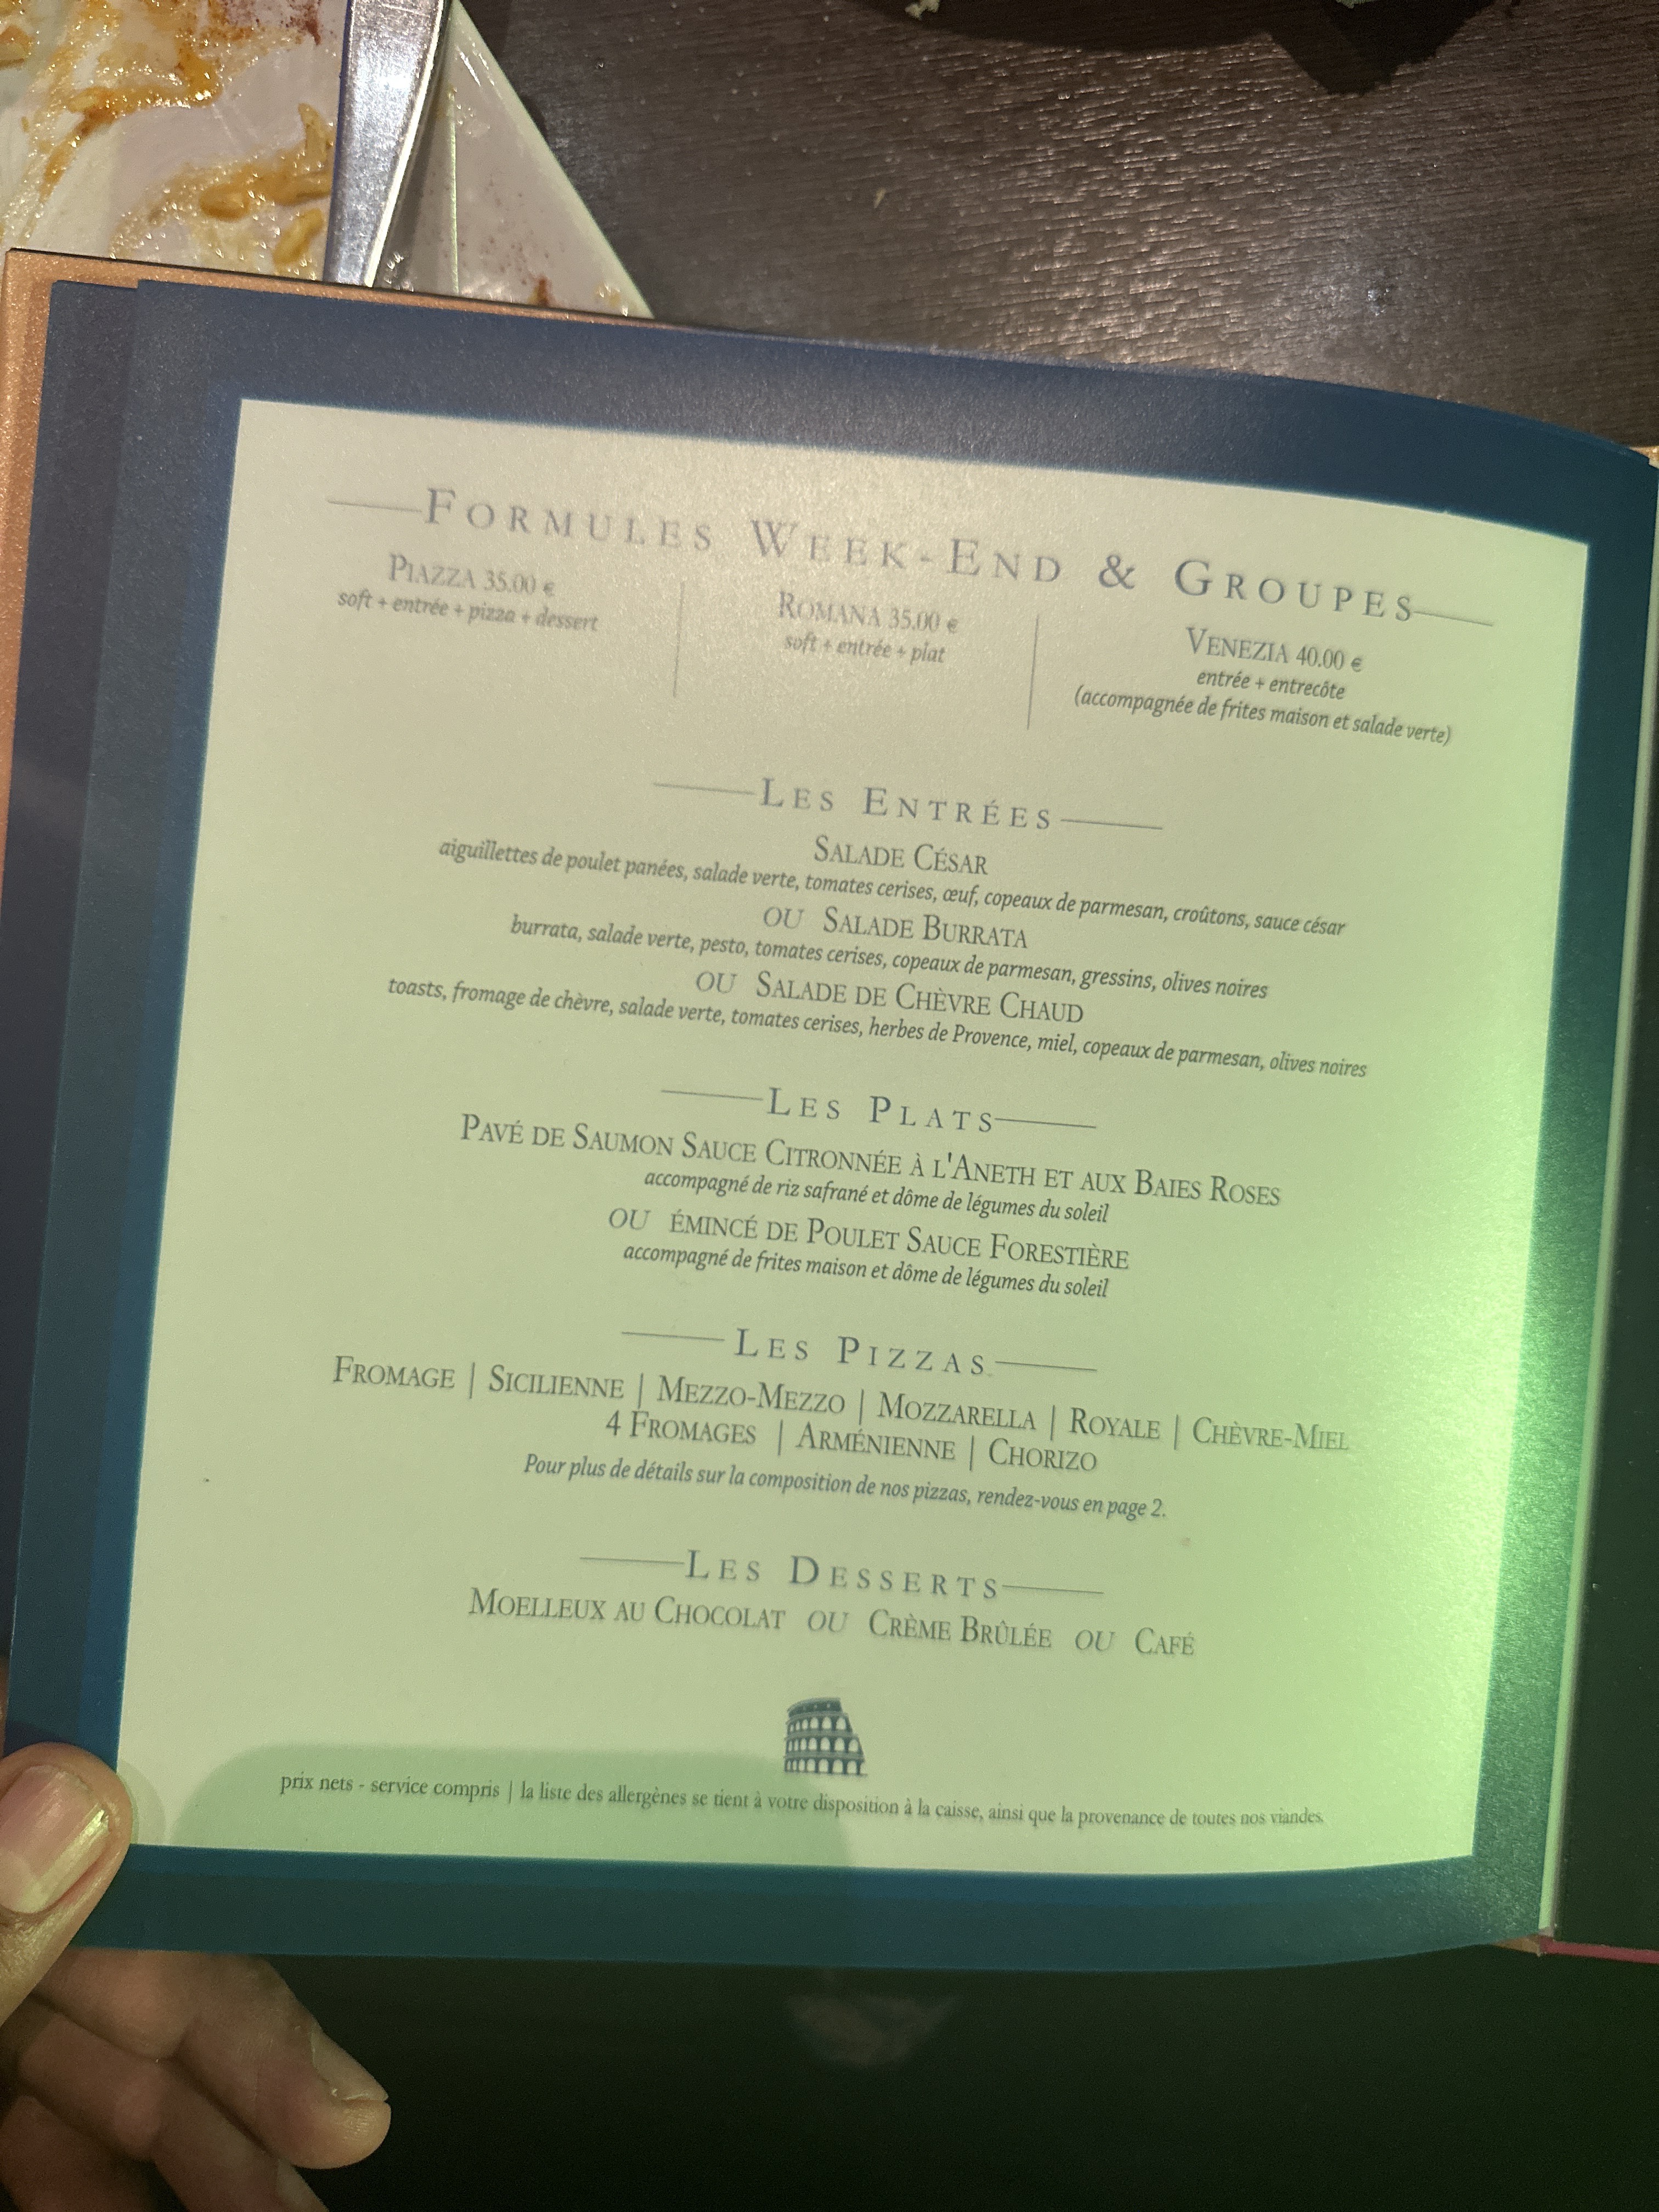 Formules Week-End & Groupes
Piazza 35.00 €
soft + entrée + pizza + dessert
Romana 35.00 €
soft + entrée + plat
Venezia 40.00 €
entrée + entrecôte
(accompagnée de frites maison et salade verte)
Les Entrées
Salade César
aiguillettes de poulet panées, salade verte, tomates cerises, œuf, copeaux de parmesan, croûtons, sauce césar
ou Salade Burrata
burrata, salade verte, pesto, tomates cerises, copeaux de parmesan, gressins, olives noires
ou Salade de Chèvre Chaud
toasts, fromage de chèvre, salade verte, tomates cerises, herbes de Provence, miel, copeaux de parmesan, olives noires
Les Plats
Pavé de Saumon Sauce Citronnée à l'Aneth et aux Baies Roses
accompagné de riz safrané et dôme de légumes du soleil
ou émincé de Poulet Sauce Forestière
accompagné de frites maison et dôme de légumes du soleil
Les Pizzas
Fromage | Sicilienne | Mezzo-Mezzo | Mozzarella | Royale | Chèvre-Miel
4 Fromages | Arménienne | Chorizo
Pour plus de détails sur la composition de nos pizzas, rendez-vous en page 2.
Les Desserts
Moelleux au Chocolat ou Crème Brûlée ou Café
prix nets - service compris | la liste des allergènes se tient à votre disposition à la caisse, ainsi que la provenance de toutes nos viandes.